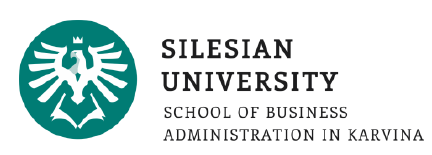 SILESIAN
UNIVERSITY
SCHOOL OF BUSINESS
ADMINISTRATION IN KARVINA